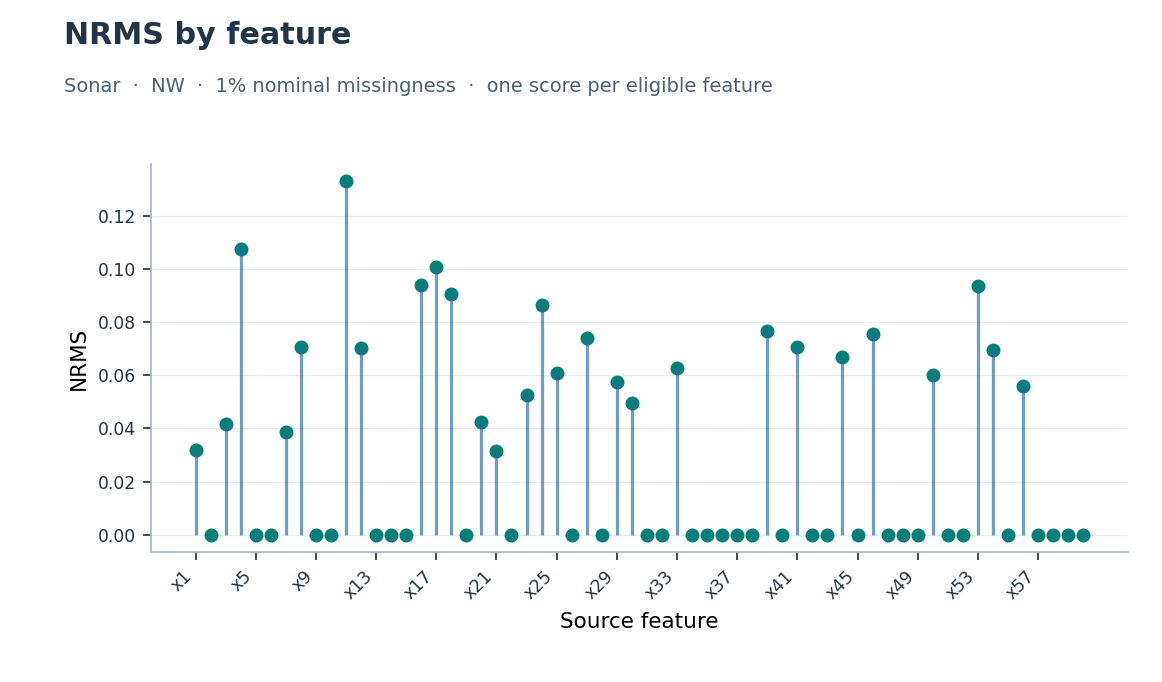 NRMS by feature
Sonar · NW · 1% nominal missingness · one score per eligible feature
0.12
0.10
0.08
0.06
0.04
0.02
0.00
NRMS
x1 x5 x9 x13 x17 x21 x25 x29 x33 x37 x41 x45 x49 x53 x57
Source feature